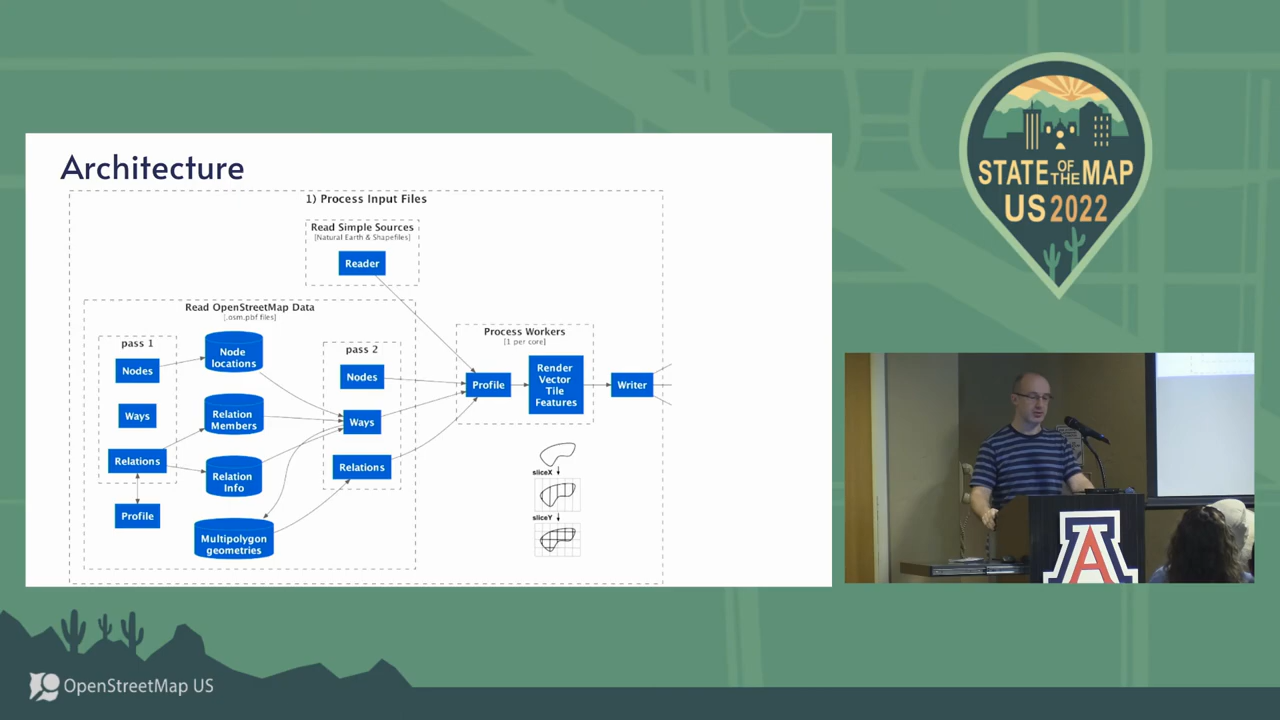 Architecture
1) Process Input Files
Read Simple Sources
[Natural Earth & Shapefiles]
Reader
Read OpenStreetMap Data
[.osm.pbf files]
pass 1
Nodes
Ways
Relations
Profile
Node
locations
Relation
Members
Relation
Info
Multipolygon
geometries
pass 2
Nodes
Ways
Relations
Process Workers
[1 per core]
Profile
Render
Vector
Tile
Features
Writer
sliceX
sliceY
STATE OF THE MAP
US 2022
A
OpenStreetMap US